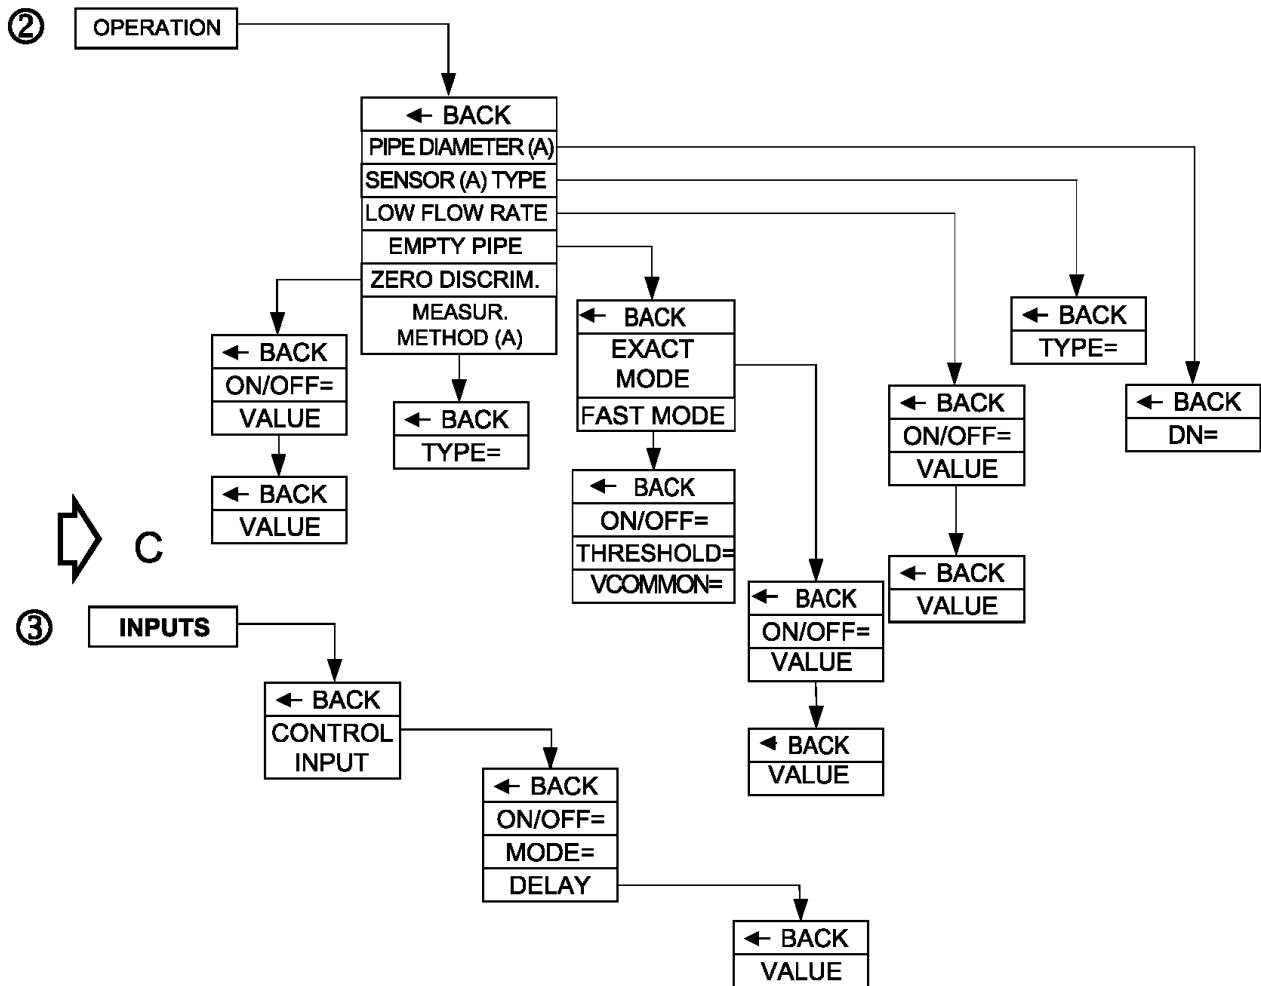 ② OPERATION
← BACK
PIPE DIAMETER (A)
SENSOR (A) TYPE
LOW FLOW RATE
EMPTY PIPE
ZERO DISCRIM.
MEASUR.
METHOD (A)
← BACK
ON/OFF=
VALUE
← BACK
VALUE
← BACK
TYPE=
← BACK
EXACT
MODE
FAST MODE
← BACK
ON/OFF=
THRESHOLD=
VCOMMON=
← BACK
ON/OFF=
VALUE
← BACK
VALUE
← BACK
ON/OFF=
VALUE
← BACK
VALUE
← BACK
TYPE=
← BACK
DN=
C
③ INPUTS
← BACK
CONTROL
INPUT
← BACK
ON/OFF=
MODE=
DELAY
← BACK
VALUE